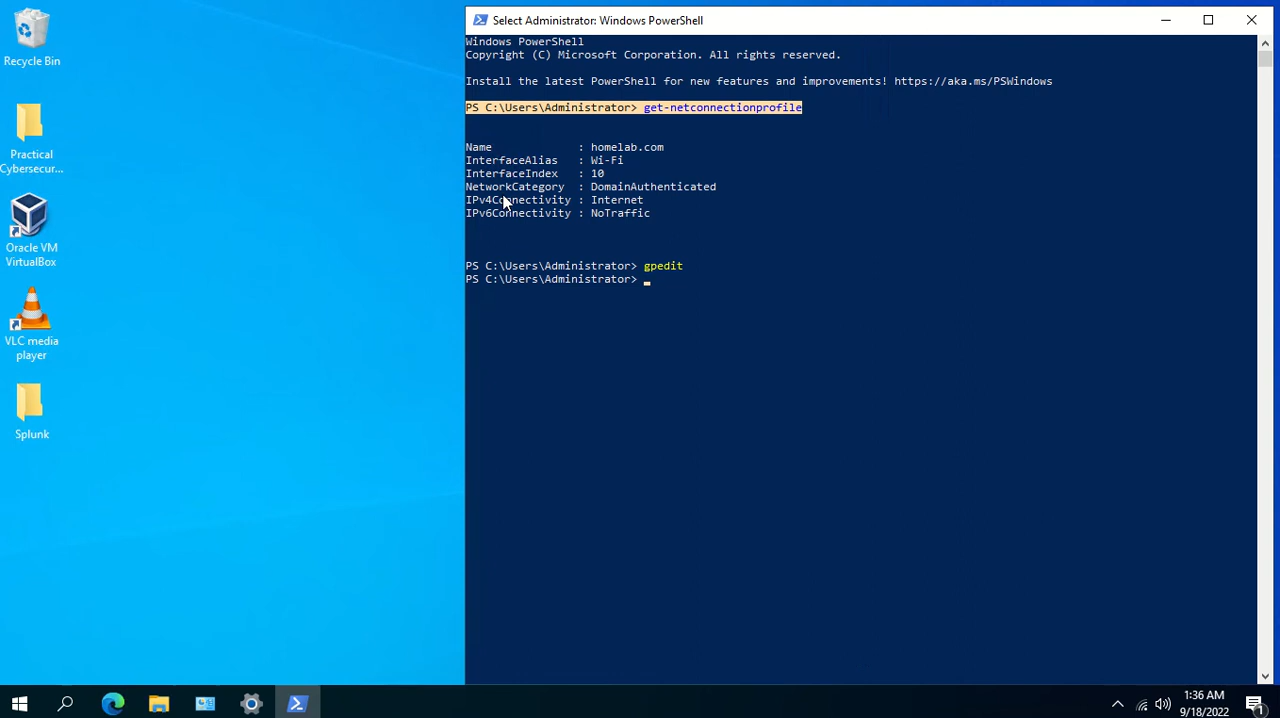 Recycle Bin
Practical
Cybersecur...
Oracle VM
VirtualBox
VLC media
player
Splunk
Select Administrator: Windows PowerShell
Windows PowerShell
Copyright (C) Microsoft Corporation. All rights reserved.
Install the latest PowerShell for new features and improvements! https://aka.ms/PSWindows
PS C:\Users\Administrator> get-netconnectionprofile
Name             : homelab.com
InterfaceAlias   : Wi-Fi
InterfaceIndex   : 10
NetworkCategory  : DomainAuthenticated
IPv4Connectivity : Internet
IPv6Connectivity : NoTraffic
PS C:\Users\Administrator> gpedit
PS C:\Users\Administrator>
1:36 AM
9/18/2022
1